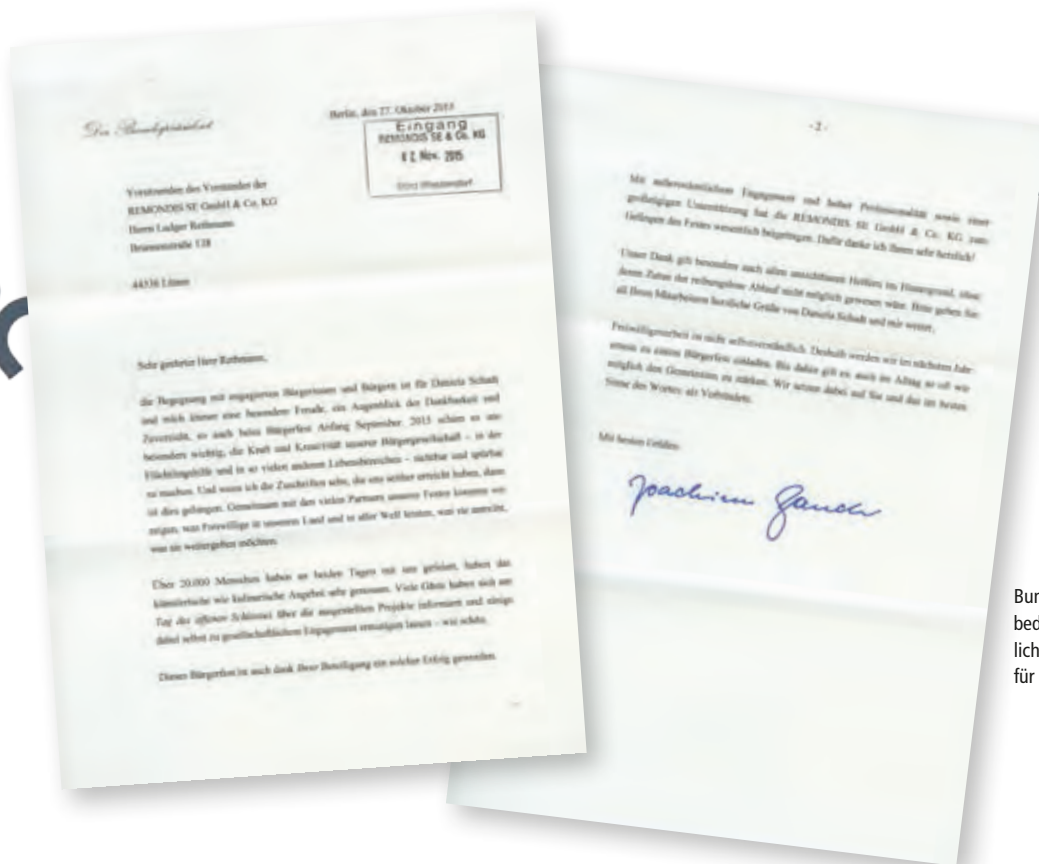 Der Bundespräsident
Berlin, den 27. Oktober 2015
Eingang
REMONDIS SE & Co. KG
0 2. Nov. 2015
Vorsitzenden des Vorstandes der
REMONDIS SE GmbH & Co. KG
Herrn Ludger Rethmann
Brunnenstraße 138
44536 Lünen
Sehr geehrter Herr Rethmann,
die Begegnung mit engagierten Bürgerinnen und Bürgern ist für Daniela Schadt
und mich immer eine besondere Freude, ein Augenblick der Dankbarkeit und
Zuversicht, so auch beim Bürgerfest Anfang September. 2015 schien es uns
besonders wichtig, die Kraft und Kreativität unserer Bürgergesellschaft – in der
Flüchtlingshilfe und in so vielen anderen Lebensbereichen – sichtbar und spürbar
zu machen. Und wenn ich die Zuschriften sehe, die uns seither erreicht haben, dann
ist dies gelungen. Gemeinsam mit den vielen Partnern unseres Festes konnten wir
zeigen, was Freiwillige in unserem Land und in aller Welt leisten, was sie antreibt,
was sie weitergeben möchten.
Über 20.000 Menschen haben an beiden Tagen mit uns gefeiert, haben das
künstlerische wie kulinarische Angebot sehr genossen. Viele Gäste haben sich am
Tag des offenen Schlosses über die ausgestellten Projekte informiert und einige
dabei selbst zu gesellschaftlichem Engagement ermutigen lassen – wie schön.
Dieses Bürgerfest ist auch dank Ihrer Beteiligung ein solcher Erfolg geworden.
-2-
Mit außerordentlichem Engagement und hoher Professionalität sowie einer
großzügigen Unterstützung hat die REMONDIS SE GmbH & Co. KG zum
Gelingen des Festes wesentlich beigetragen. Dafür danke ich Ihnen sehr herzlich!
Unser Dank gilt besonders auch allen unsichtbaren Helfern im Hintergrund, ohne
deren Zutun der reibungslose Ablauf nicht möglich gewesen wäre. Bitte geben Sie
all Ihren Mitarbeitern herzliche Grüße von Daniela Schadt und mir weiter.
Freiwilligenarbeit ist nicht selbstverständlich. Deshalb werden wir im nächsten Jahr
erneut zu einem Bürgerfest einladen. Bis dahin gilt es, auch im Alltag so oft wie
möglich den Gemeinsinn zu stärken. Wir setzen dabei auf Sie und das im besten
Sinne des Wortes: als Verbündete.
Mit besten Grüßen
Joachim Gauck
Bun
bed
lich
für